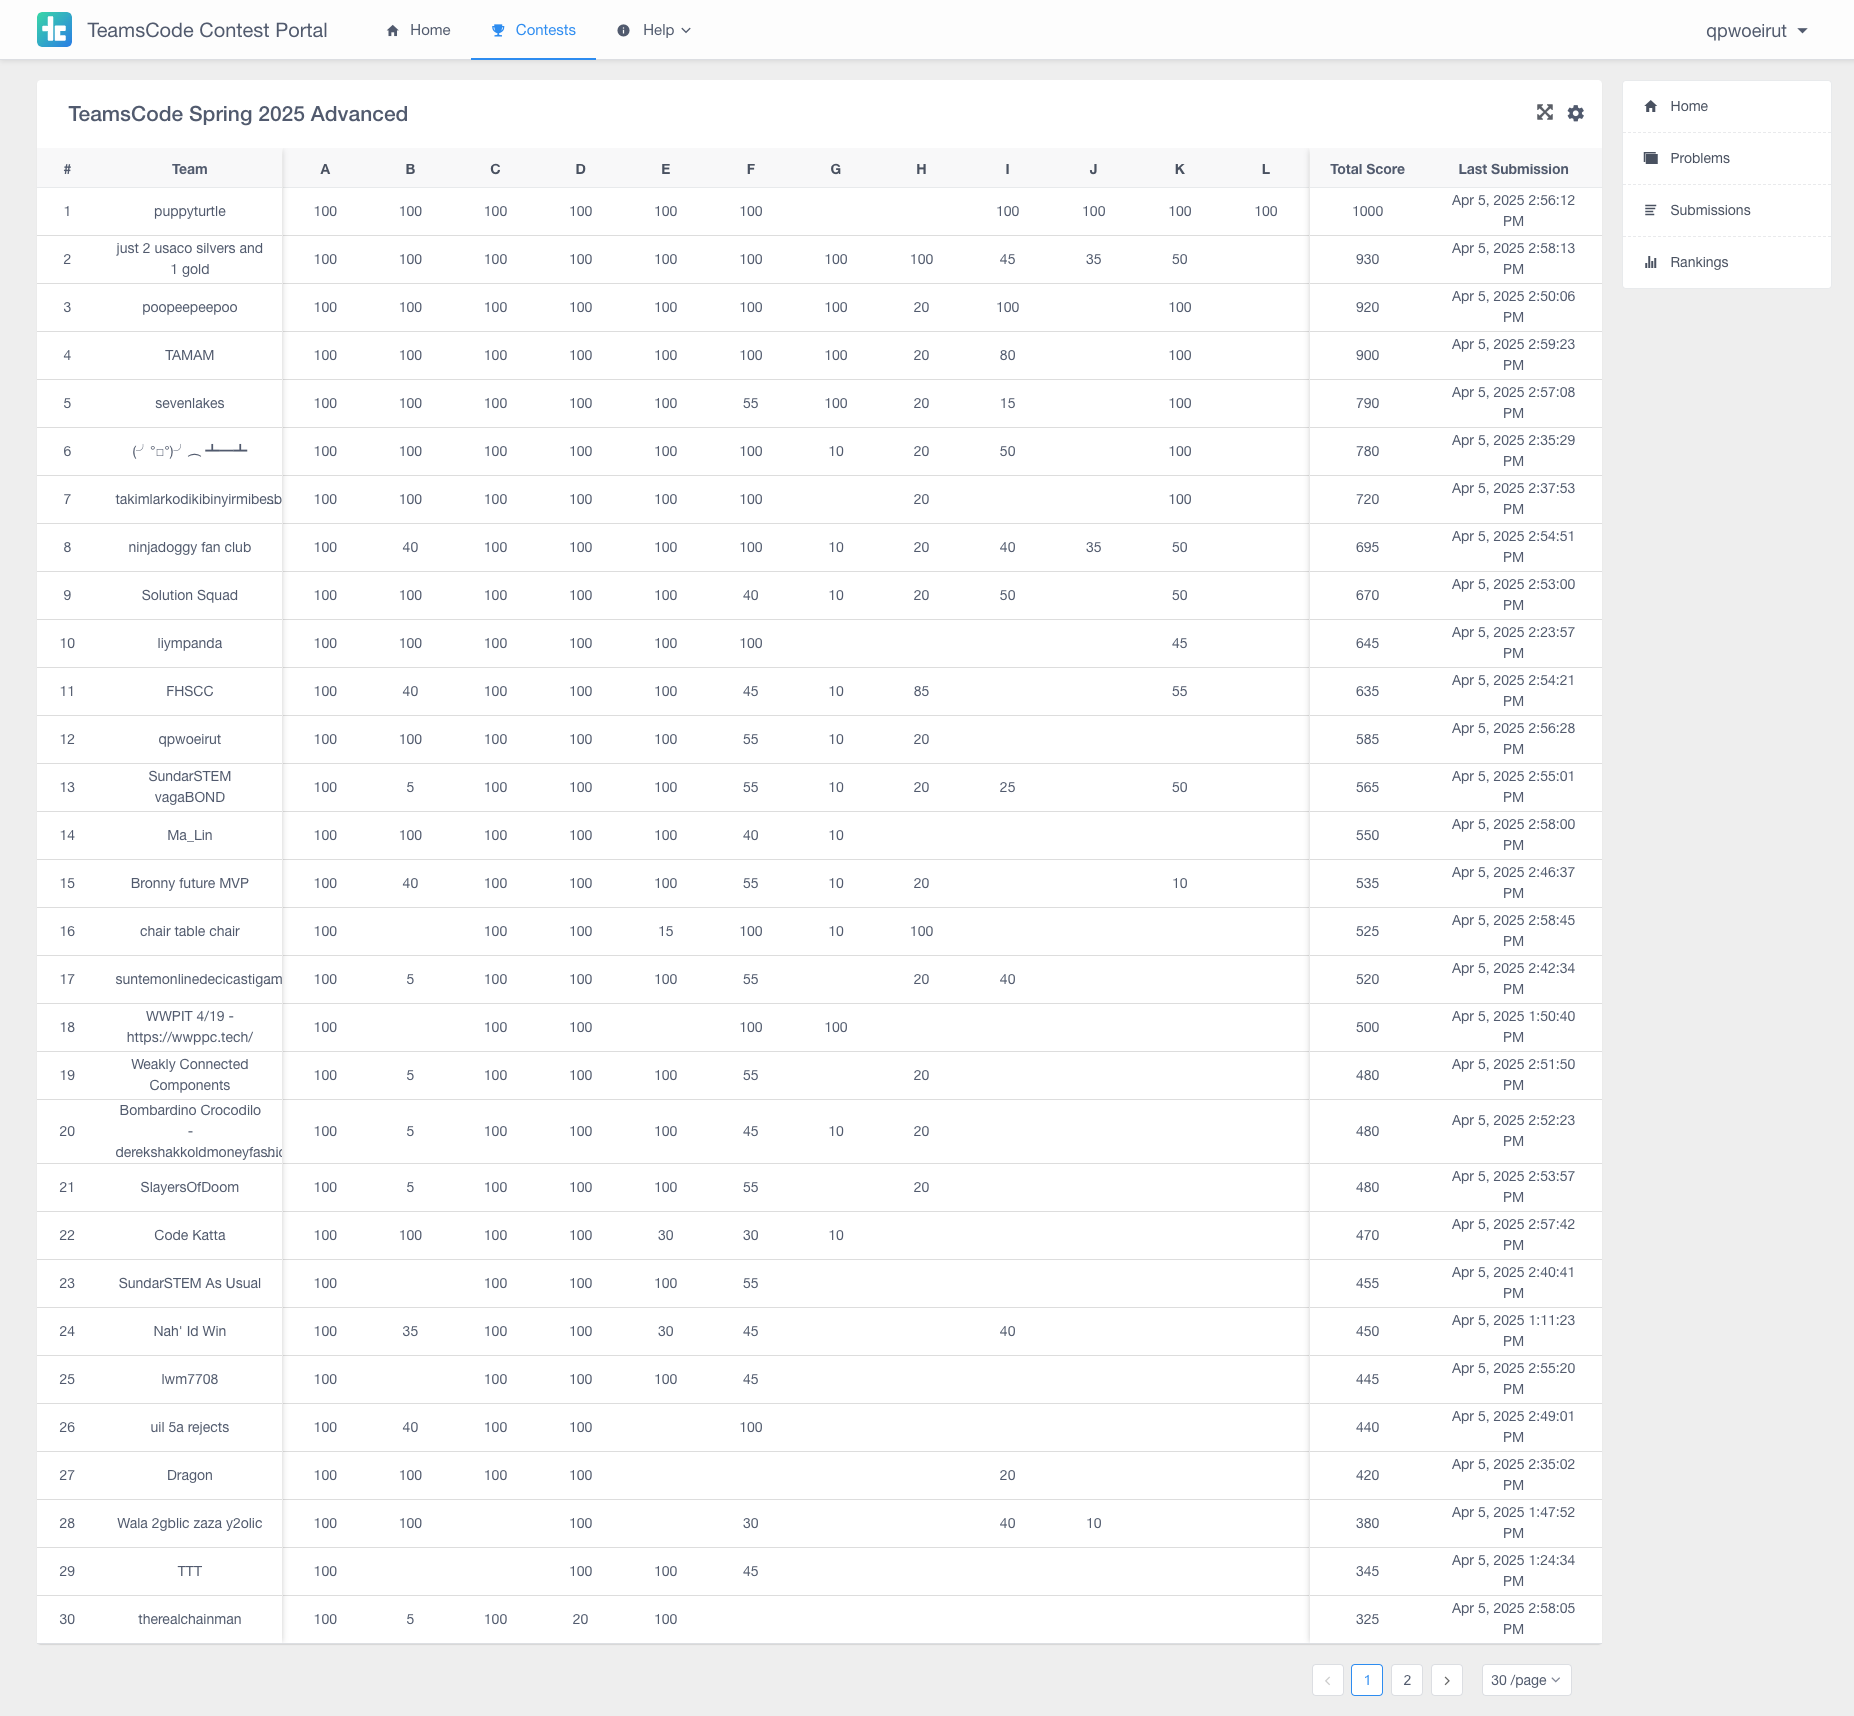 TeamsCode Contest Portal Home Contests Help qpwoeirut
TeamsCode Spring 2025 Advanced
Home
Problems
Submissions
Rankings
# Team A B C D E F G H I J K L Total Score Last Submission
1 puppyturtle 100 100 100 100 100 100 100 100 100 100 1000 Apr 5, 2025 2:56:12 PM
2 just 2 usaco silvers and 1 gold 100 100 100 100 100 100 100 100 45 35 50 930 Apr 5, 2025 2:58:13 PM
3 poopeepeepoo 100 100 100 100 100 100 100 20 100 100 920 Apr 5, 2025 2:50:06 PM
4 TAMAM 100 100 100 100 100 100 100 20 80 100 900 Apr 5, 2025 2:59:23 PM
5 sevenlakes 100 100 100 100 100 55 100 20 15 100 790 Apr 5, 2025 2:57:08 PM
6 (╯°□°)╯︵ ┻━┻ 100 100 100 100 100 100 10 20 50 100 780 Apr 5, 2025 2:35:29 PM
7 takimlarkodikibinyirmibesb 100 100 100 100 100 100 20 100 720 Apr 5, 2025 2:37:53 PM
8 ninjadoggy fan club 100 40 100 100 100 100 10 20 40 35 50 695 Apr 5, 2025 2:54:51 PM
9 Solution Squad 100 100 100 100 100 40 10 20 50 50 670 Apr 5, 2025 2:53:00 PM
10 liympanda 100 100 100 100 100 100 45 645 Apr 5, 2025 2:23:57 PM
11 FHSCC 100 40 100 100 100 45 10 85 55 635 Apr 5, 2025 2:54:21 PM
12 qpwoeirut 100 100 100 100 100 55 10 20 585 Apr 5, 2025 2:56:28 PM
13 SundarSTEM vagaBOND 100 5 100 100 100 55 10 20 25 50 565 Apr 5, 2025 2:55:01 PM
14 Ma_Lin 100 100 100 100 100 40 10 550 Apr 5, 2025 2:58:00 PM
15 Bronny future MVP 100 40 100 100 100 55 10 20 10 535 Apr 5, 2025 2:46:37 PM
16 chair table chair 100 100 100 15 100 10 100 525 Apr 5, 2025 2:58:45 PM
17 suntemonlinedecicastigam 100 5 100 100 100 55 20 40 520 Apr 5, 2025 2:42:34 PM
18 WWPIT 4/19 - https://wwppc.tech/ 100 100 100 100 100 500 Apr 5, 2025 1:50:40 PM
19 Weakly Connected Components 100 5 100 100 100 55 20 480 Apr 5, 2025 2:51:50 PM
20 Bombardino Crocodilo - derekshakkoldmoneyfashic 100 5 100 100 100 45 10 20 480 Apr 5, 2025 2:52:23 PM
21 SlayersOfDoom 100 5 100 100 100 55 20 480 Apr 5, 2025 2:53:57 PM
22 Code Katta 100 100 100 100 30 30 10 470 Apr 5, 2025 2:57:42 PM
23 SundarSTEM As Usual 100 100 100 100 55 455 Apr 5, 2025 2:40:41 PM
24 Nah' Id Win 100 35 100 100 30 45 40 450 Apr 5, 2025 1:11:23 PM
25 lwm7708 100 100 100 100 45 445 Apr 5, 2025 2:55:20 PM
26 uil 5a rejects 100 40 100 100 100 440 Apr 5, 2025 2:49:01 PM
27 Dragon 100 100 100 100 20 420 Apr 5, 2025 2:35:02 PM
28 Wala 2gblic zaza y2olic 100 100 100 30 40 10 380 Apr 5, 2025 1:47:52 PM
29 TTT 100 100 100 45 345 Apr 5, 2025 1:24:34 PM
30 therealchainman 100 5 100 20 100 325 Apr 5, 2025 2:58:05 PM
1 2 30 /page